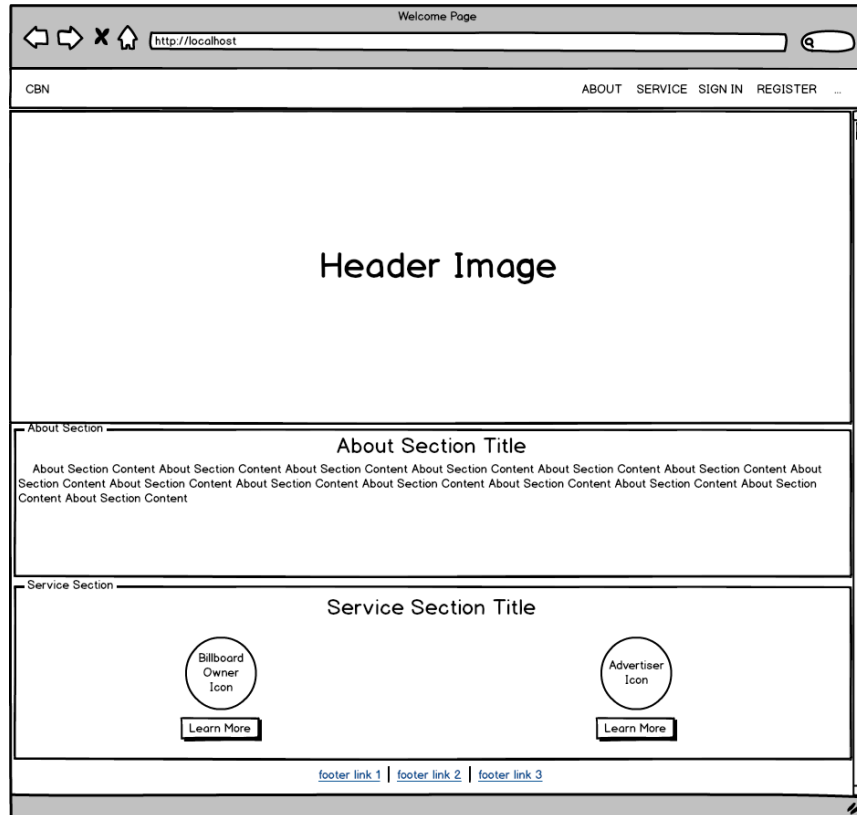 Welcome Page
http://localhost
CBN
ABOUT SERVICE SIGN IN REGISTER ...
Header Image
About Section
About Section Title
About Section Content About Section Content About Section Content About Section Content About Section Content About Section Content About
Section Content About Section Content About Section Content About Section Content About Section Content About Section Content About Section
Content About Section Content
Service Section
Service Section Title
Billboard
Owner
Icon
Learn More
Advertiser
Icon
Learn More
footer link 1 | footer link 2 | footer link 3